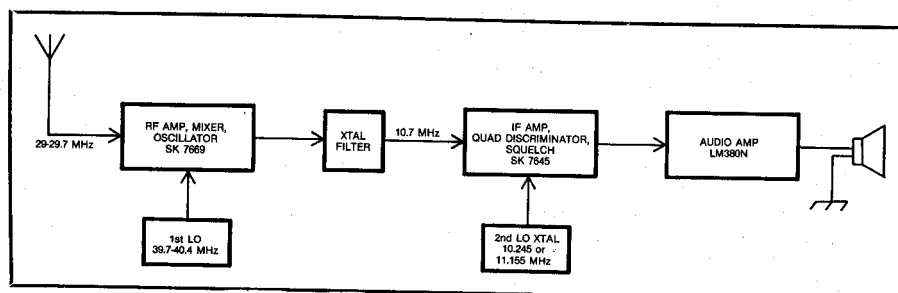 29-29.7 MHz
RF AMP, MIXER,
OSCILLATOR
SK 7669
XTAL
FILTER
10.7 MHz
IF AMP,
QUAD DISCRIMINATOR,
SQUELCH
SK 7645
AUDIO AMP
LM380N
1st LO
39.7-40.4 MHz
2nd LO XTAL
10.245 or
11.155 MHz